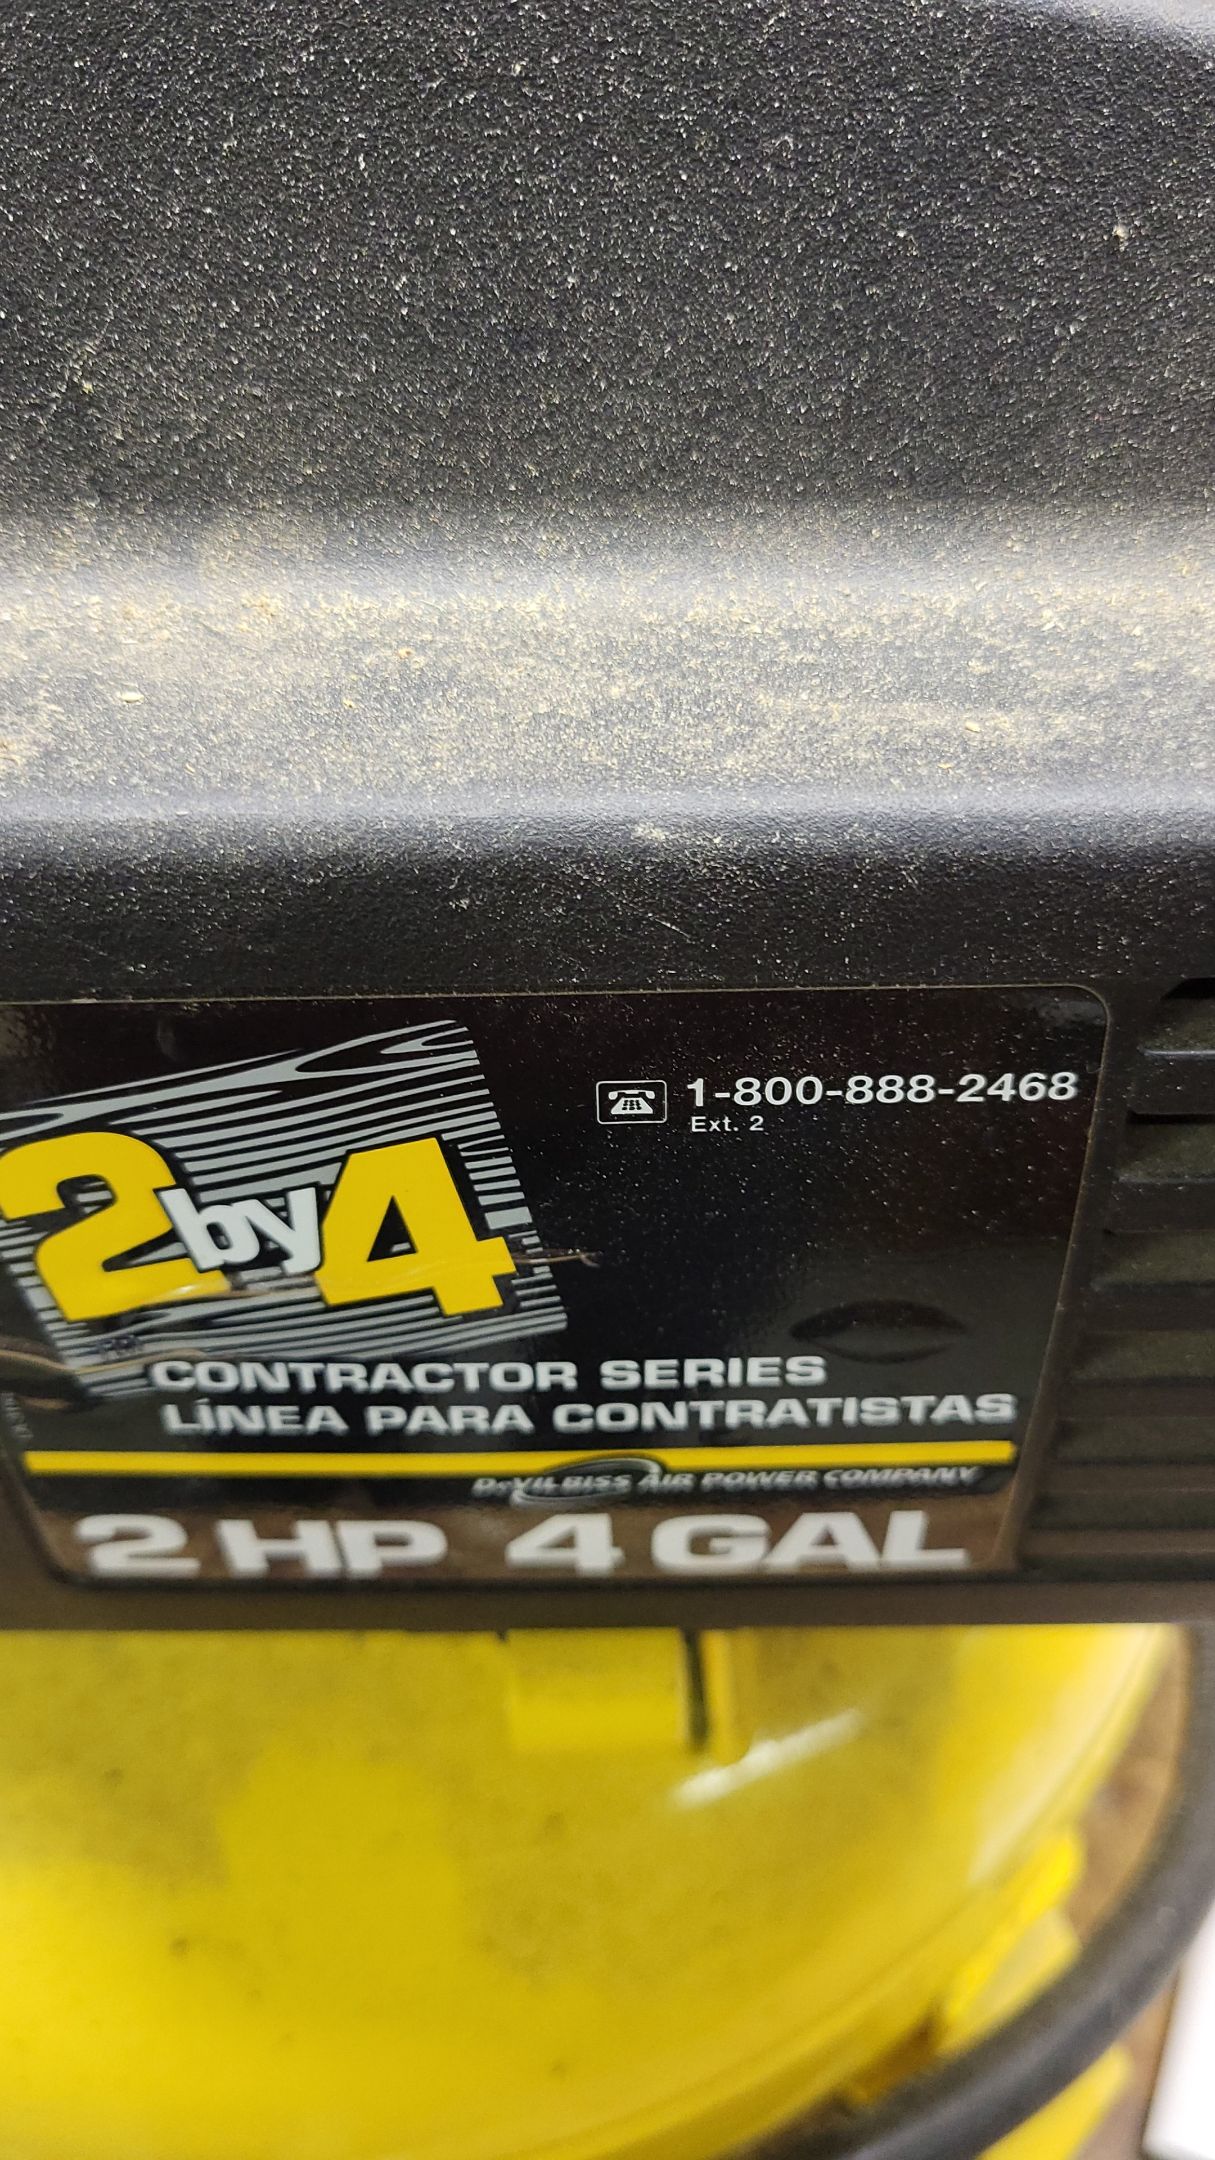 1-800-888-2468
Ext. 2
2by4
CONTRACTOR SERIES
LÍNEA PARA CONTRATISTAS
DeVILBISS AIR POWER COMPANY
2 HP 4 GAL